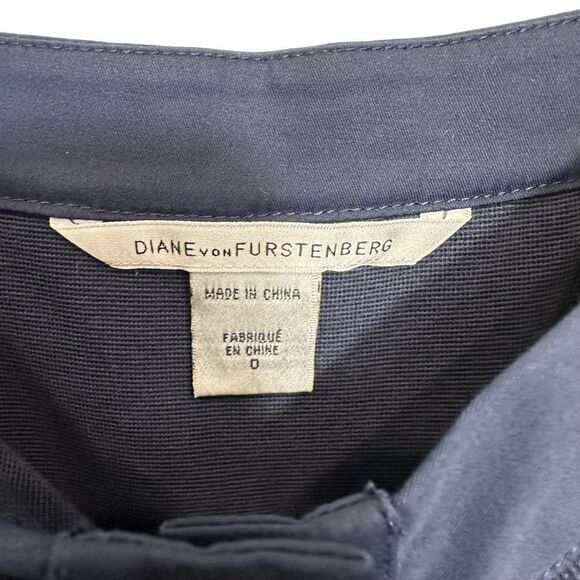 DIANE VON FURSTENBERG
MADE IN CHINA
FABRIQUÉ
EN CHINE
0